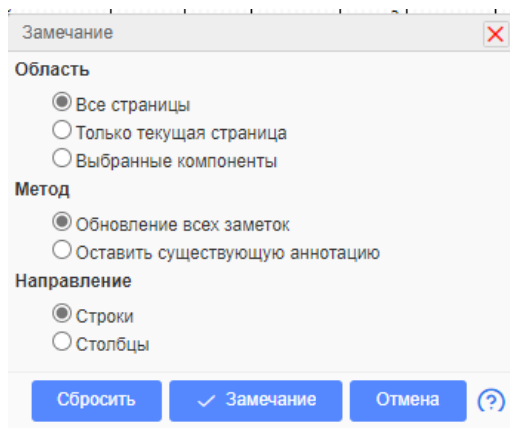 Замечание
Область
Все страницы
Только текущая страница
Выбранные компоненты
Метод
Обновление всех заметок
Оставить существующую аннотацию
Направление
Строки
Столбцы
Сбросить Замечание Отмена ?